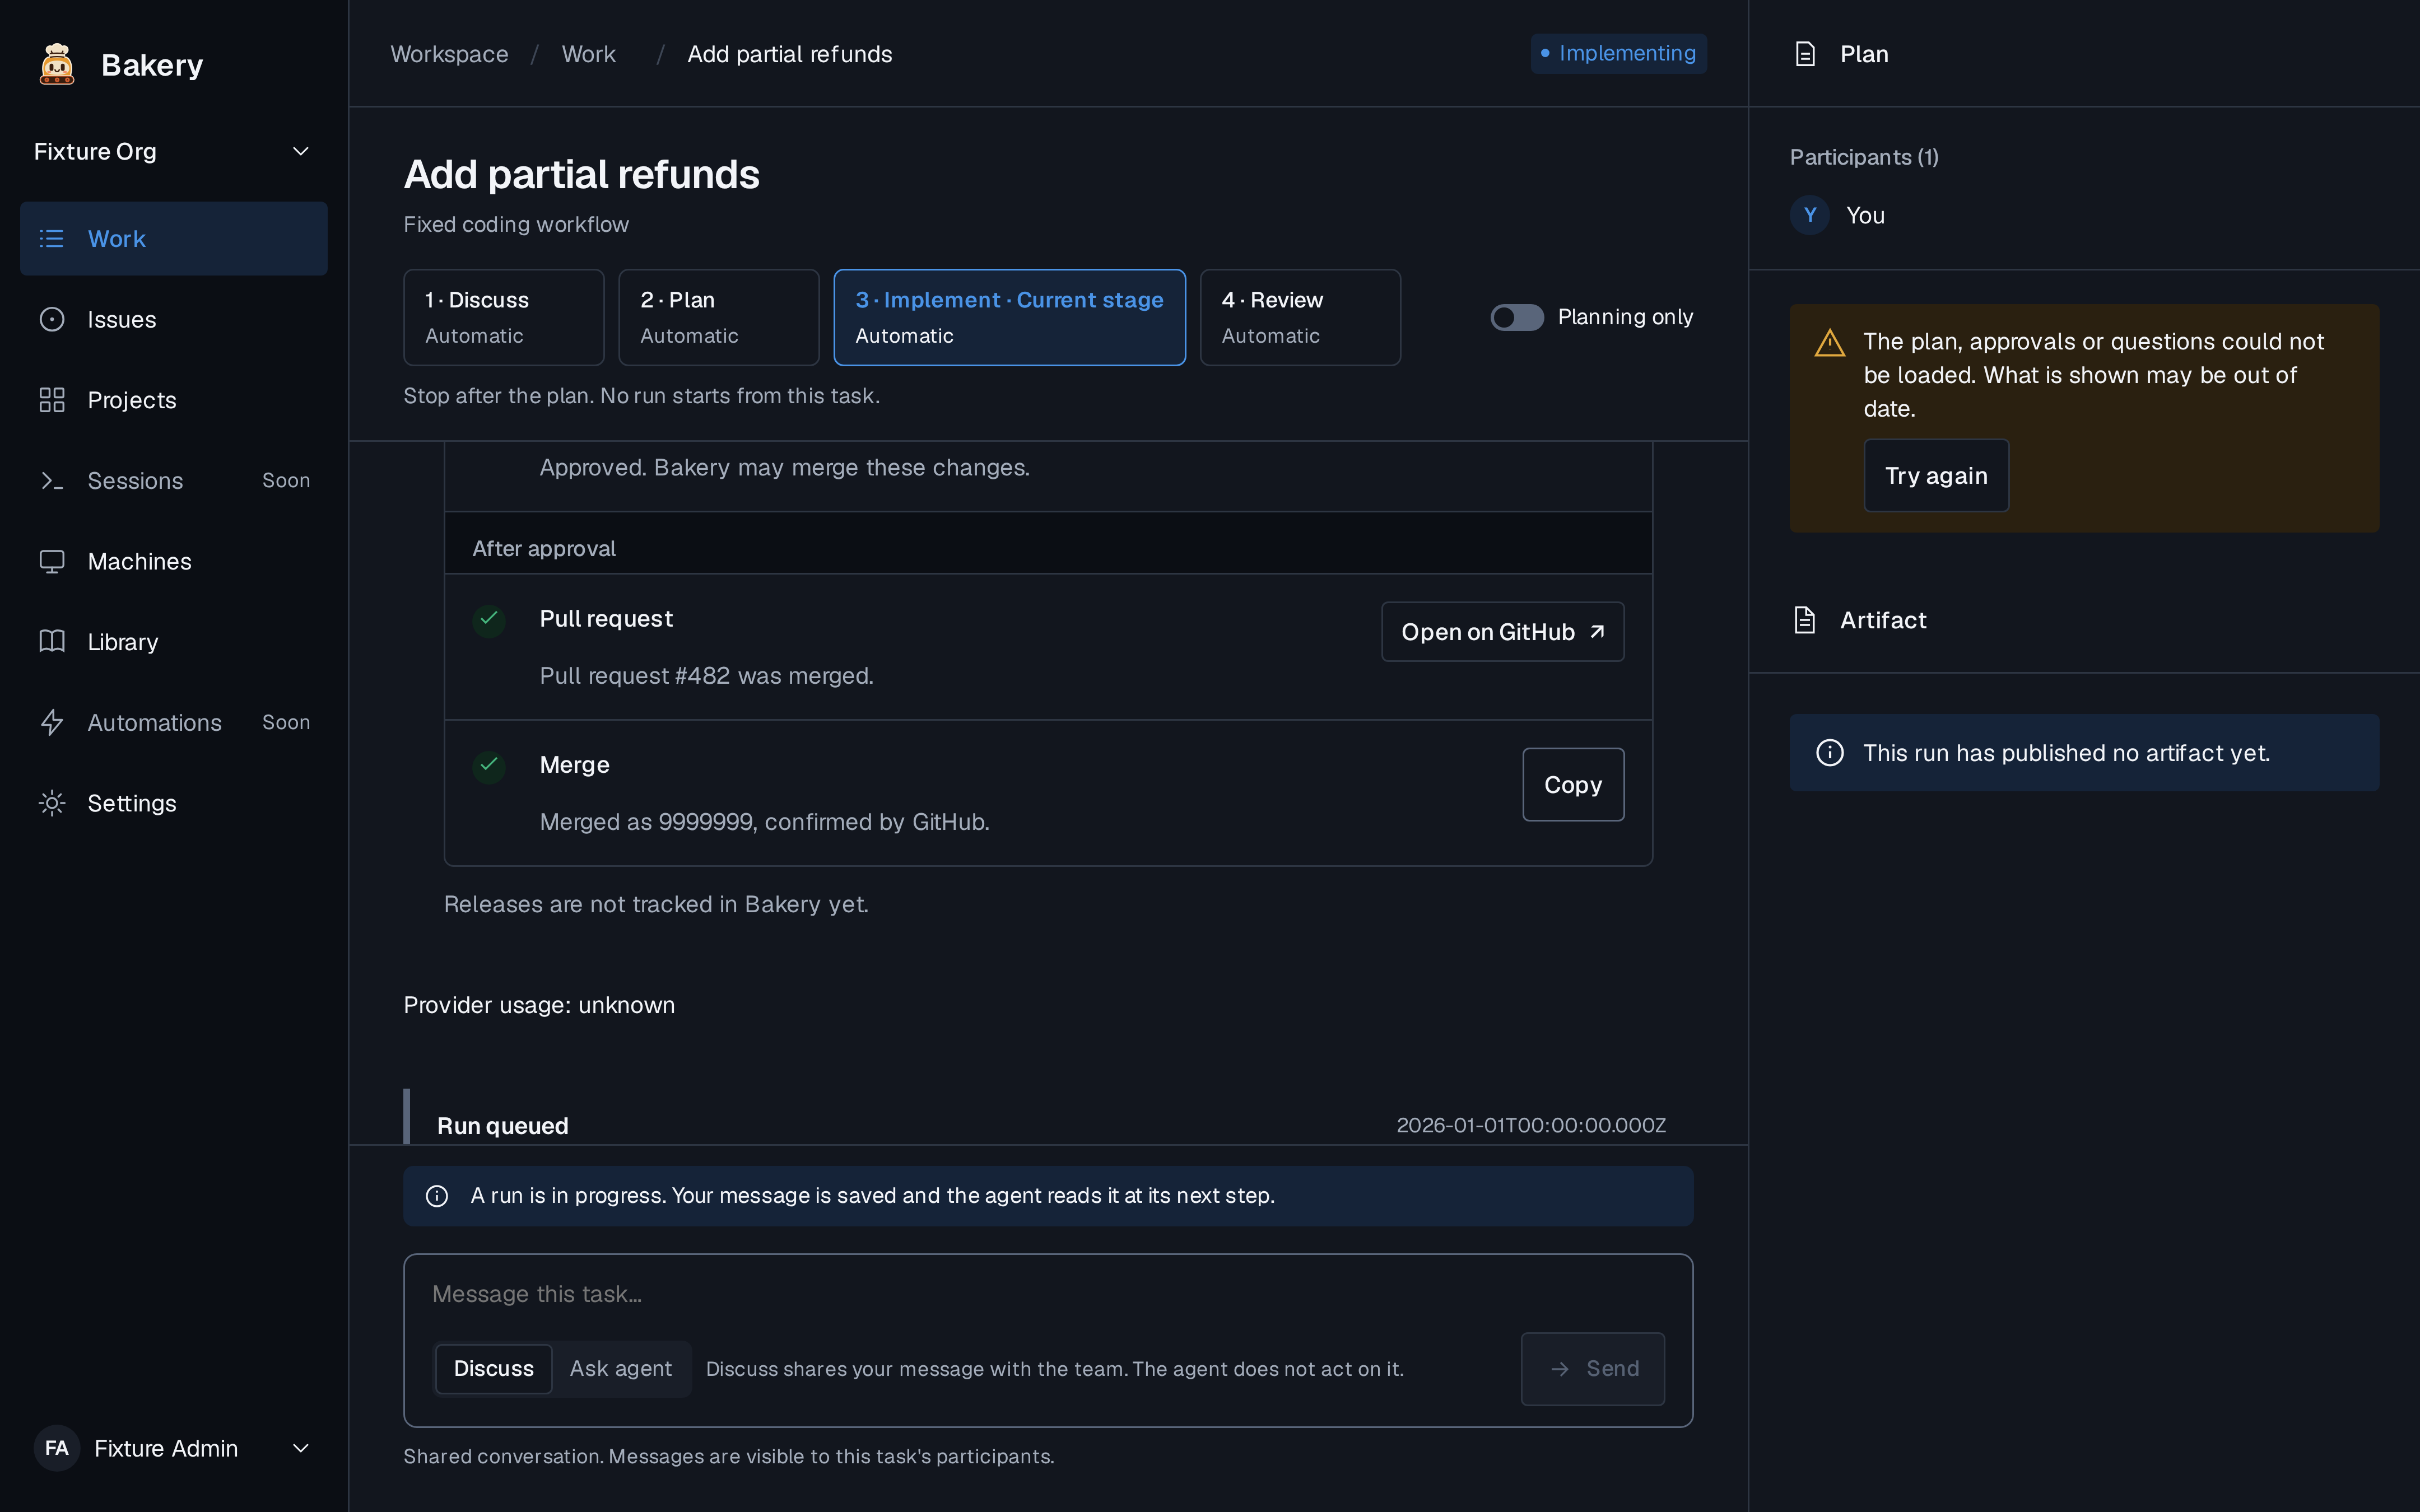 Bakery
Fixture Org
Work
Issues
Projects
Sessions Soon
Machines
Library
Automations Soon
Settings
FA Fixture Admin
Workspace / Work / Add partial refunds
Implementing
Add partial refunds
Fixed coding workflow
1 · Discuss
Automatic
2 · Plan
Automatic
3 · Implement · Current stage
Automatic
4 · Review
Automatic
Planning only
Stop after the plan. No run starts from this task.
Approved. Bakery may merge these changes.
After approval
Pull request
Open on GitHub
Pull request #482 was merged.
Merge
Copy
Merged as 9999999, confirmed by GitHub.
Releases are not tracked in Bakery yet.
Provider usage: unknown
Run queued 2026-01-01T00:00:00.000Z
A run is in progress. Your message is saved and the agent reads it at its next step.
Message this task...
Discuss Ask agent Discuss shares your message with the team. The agent does not act on it. Send
Shared conversation. Messages are visible to this task's participants.
Plan
Participants (1)
Y You
The plan, approvals or questions could not
be loaded. What is shown may be out of
date.
Try again
Artifact
This run has published no artifact yet.